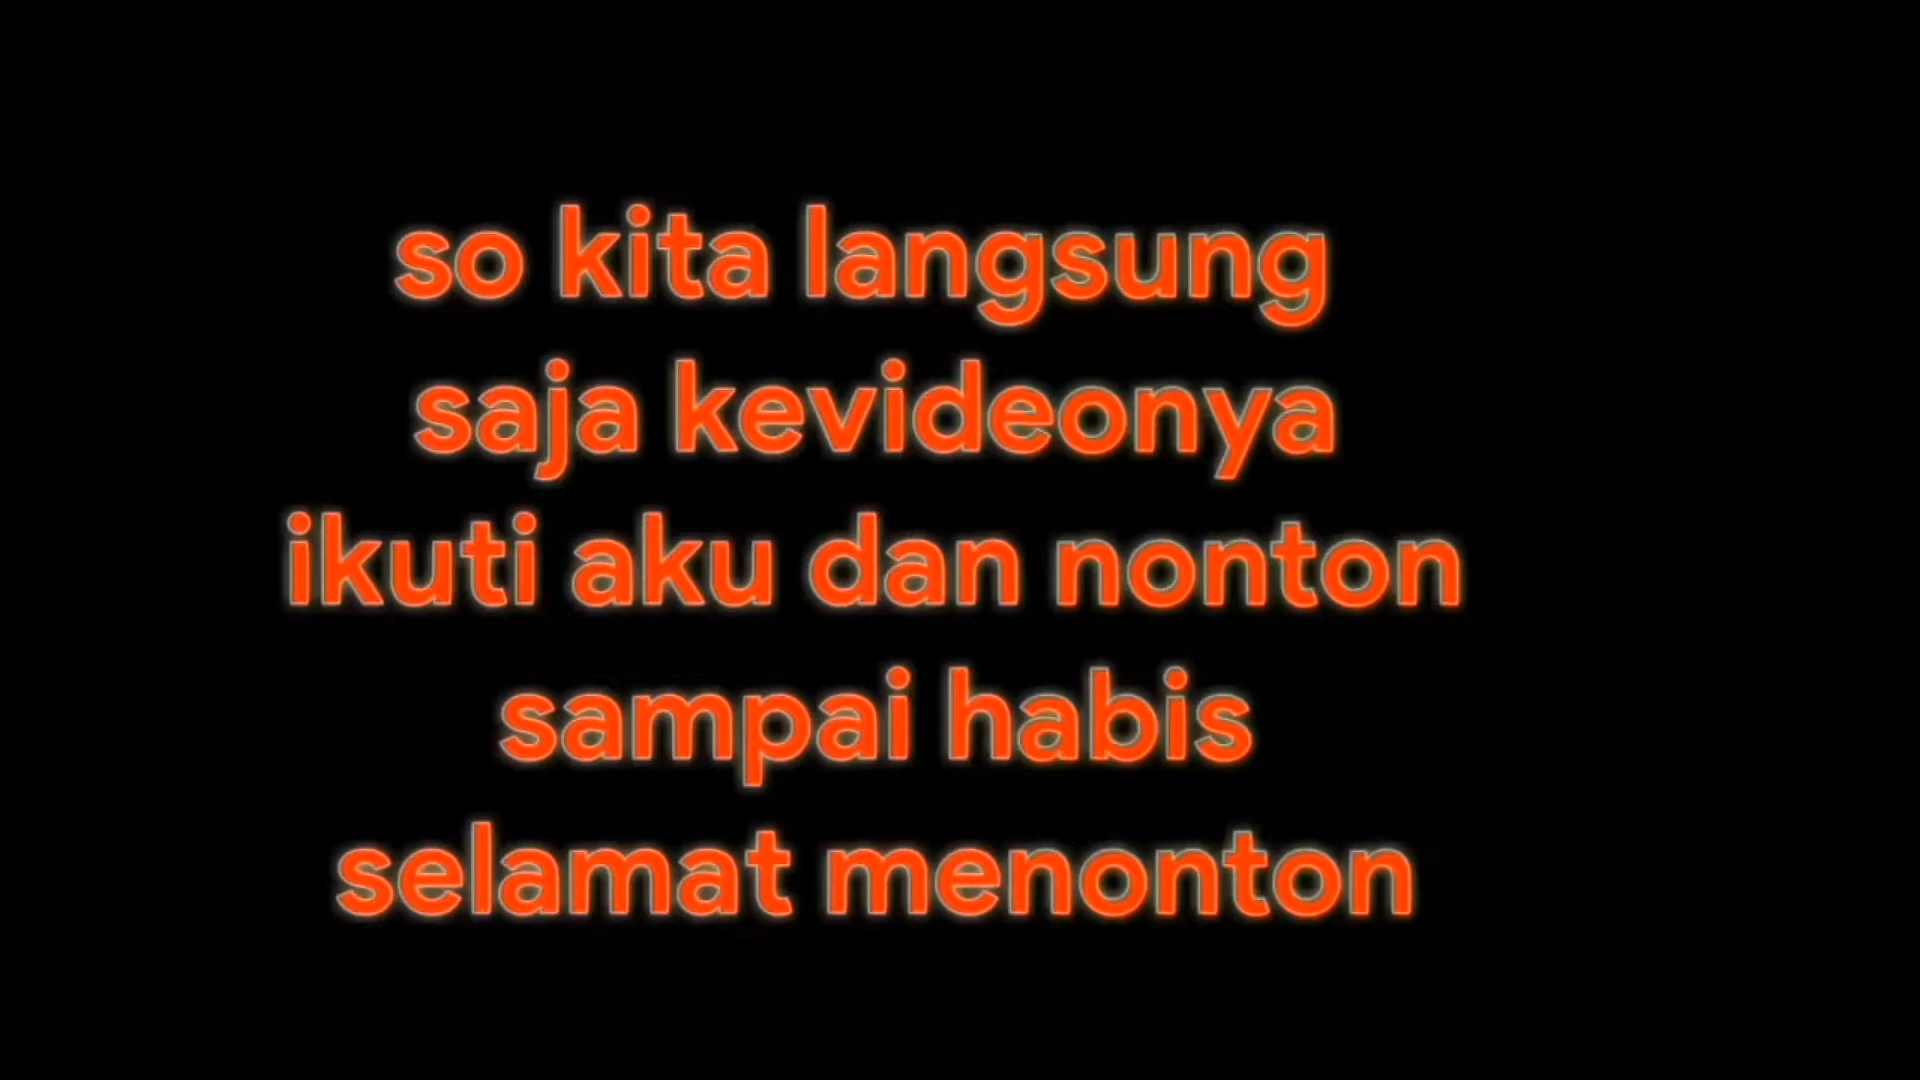 so kita langsung
saja kevideonya
ikuti aku dan nonton
sampai habis
selamat menonton